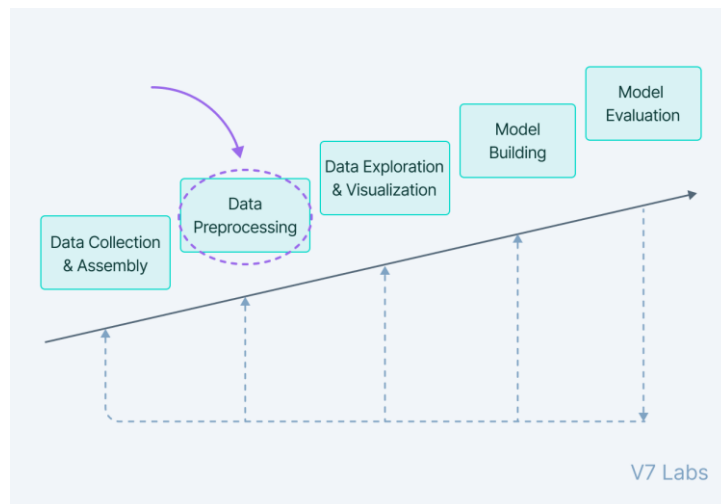 Data Collection
& Assembly
Data
Preprocessing
Data Exploration
& Visualization
Model
Building
Model
Evaluation
V7 Labs